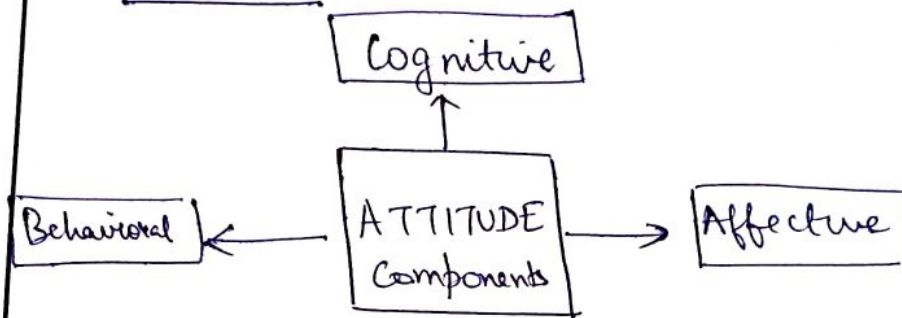 Cognitive
Behavioral
ATTITUDE
Components
Affective